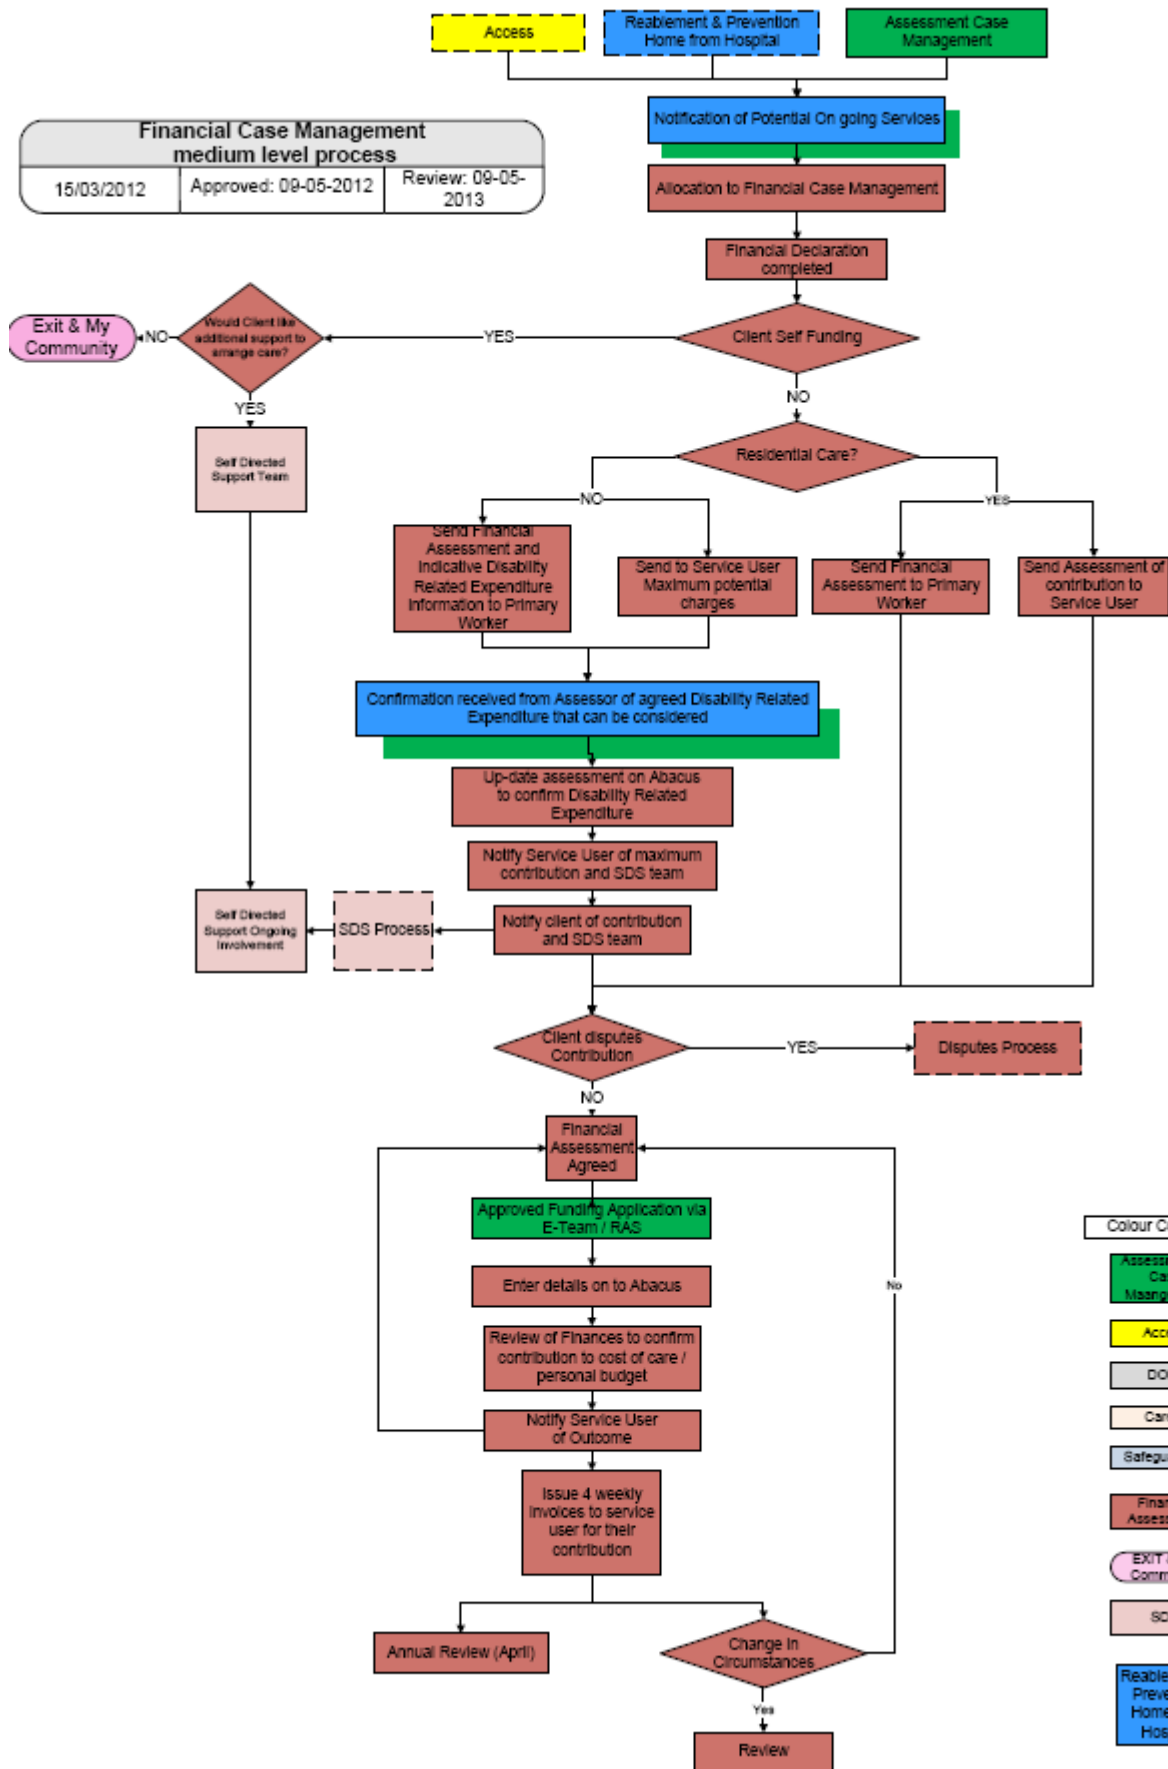 Access
Reablement & Prevention
Home from Hospital
Assessment Case
Management
Notification of Potential On going Services
Financial Case Management
medium level process
15/03/2012
Approved: 09-05-2012
Review: 09-05-
2013
Allocation to Financial Case Management
Financial Declaration
completed
Client Self Funding
YES
Would Client like
additional support to
arrange care?
NO
Exit & My
Community
YES
Self Directed
Support Team
NO
Residential Care?
NO
YES
Send Financial
Assessment and
Indicative Disability
Related Expenditure
Information to Primary
Worker
Send to Service User
Maximum potential
charges
Send Financial
Assessment to Primary
Worker
Send Assessment of
contribution to
Service User
Confirmation received from Assessor of agreed Disability Related
Expenditure that can be considered
Up-date assessment on Abacus
to confirm Disability Related
Expenditure
Notify Service User of maximum
contribution and SDS team
Notify client of contribution
and SDS team
SDS Process
Self Directed
Support Ongoing
Involvement
Client disputes
Contribution
YES
Disputes Process
NO
Financial
Assessment
Agreed
Approved Funding Application via
E-Team / RAS
Enter details on to Abacus
Review of Finances to confirm
contribution to cost of care /
personal budget
Notify Service User
of Outcome
Issue 4 weekly
invoices to service
user for their
contribution
No
Annual Review (April)
Change in
Circumstances
Yes
Review
Colour
EXIT